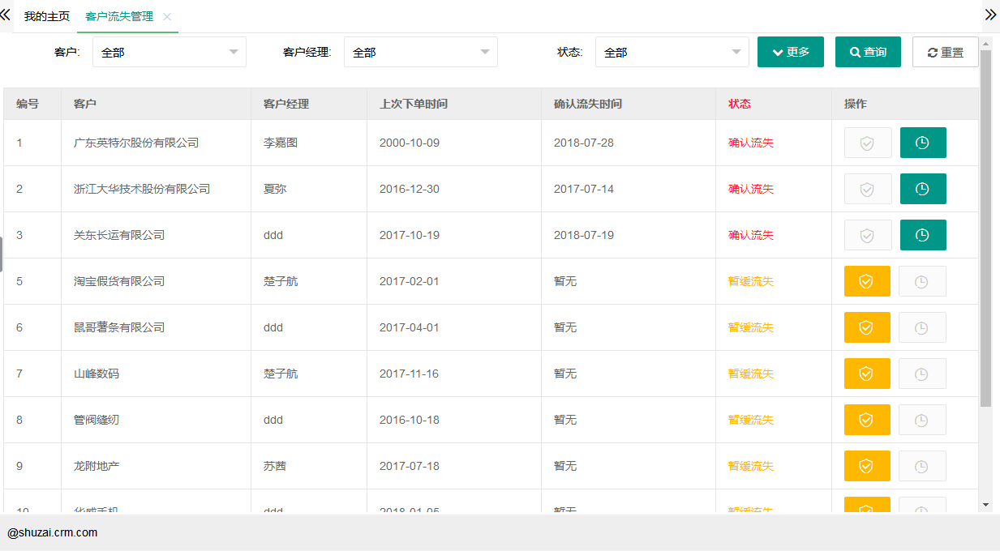 我的主页 客户流失管理
客户: 全部 客户经理: 全部 状态: 全部 更多 查询 重置
编号 客户 客户经理 上次下单时间 确认流失时间 状态 操作
1 广东英特尔股份有限公司 李嘉图 2000-10-09 2018-07-28 确认流失
2 浙江大华技术股份有限公司 夏弥 2016-12-30 2017-07-14 确认流失
3 关东长运有限公司 ddd 2017-10-19 2018-07-19 确认流失
5 淘宝假货有限公司 楚子航 2017-02-01 暂无 暂缓流失
6 鼠哥薯条有限公司 ddd 2017-04-01 暂无 暂缓流失
7 山峰数码 楚子航 2017-11-16 暂无 暂缓流失
8 管阀缝纫 ddd 2016-10-18 暂无 暂缓流失
9 龙附地产 苏茜 2017-07-18 暂无 暂缓流失
10 华威手机 ddd 2018-01-05 暂无 暂缓流失
@shuzai.crm.com